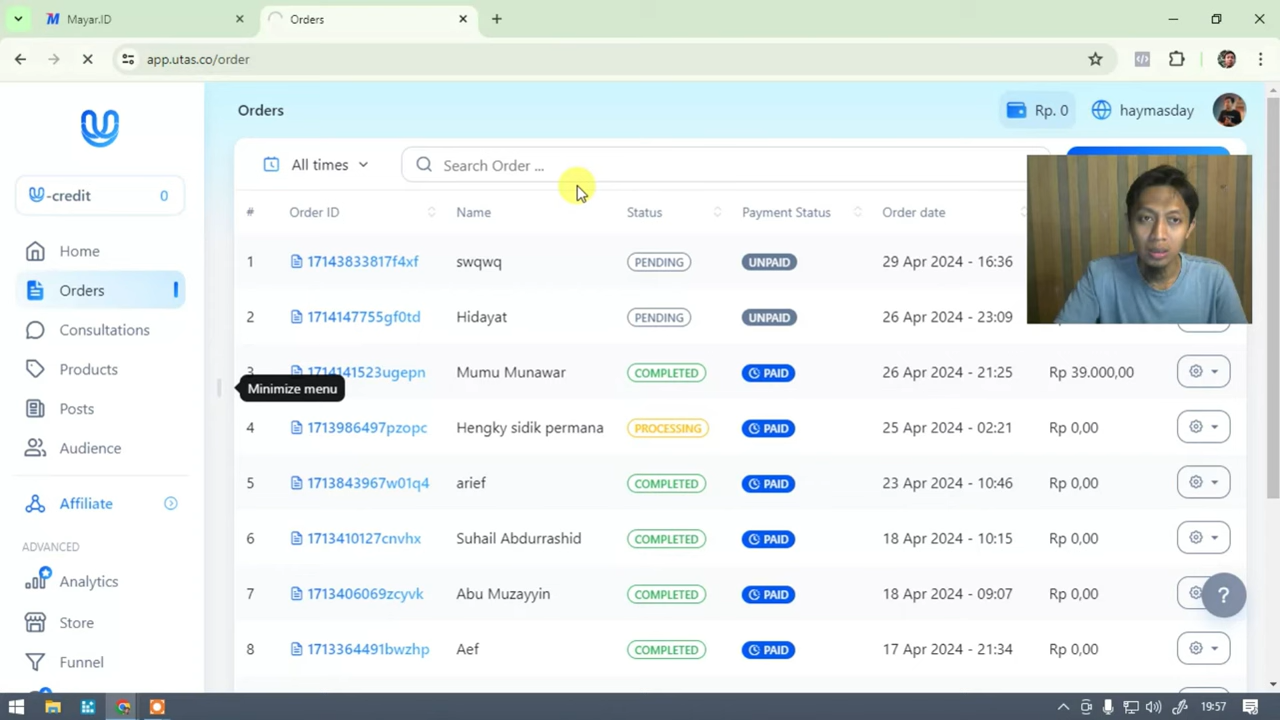 Mayar.ID
Orders
app.utas.co/order
Orders
Rp. 0
haymasday
-credit 0
All times
Search Order ...
Home
Orders
Consultations
Products
Posts
Audience
Affiliate
ADVANCED
Analytics
Store
Funnel
Minimize menu
# Order ID Name Status Payment Status Order date
1 17143833817f4xf swqwq PENDING UNPAID 29 Apr 2024 - 16:36
2 1714147755gf0td Hidayat PENDING UNPAID 26 Apr 2024 - 23:09
3 1714141523ugepn Mumu Munawar COMPLETED PAID 26 Apr 2024 - 21:25 Rp 39.000,00
4 1713986497pzopc Hengky sidik permana PROCESSING PAID 25 Apr 2024 - 02:21 Rp 0,00
5 1713843967w01q4 arief COMPLETED PAID 23 Apr 2024 - 10:46 Rp 0,00
6 1713410127cnvhx Suhail Abdurrashid COMPLETED PAID 18 Apr 2024 - 10:15 Rp 0,00
7 1713406069zcyvk Abu Muzayyin COMPLETED PAID 18 Apr 2024 - 09:07 Rp 0,00
8 1713364491bwzhp Aef COMPLETED PAID 17 Apr 2024 - 21:34 Rp 0,00
?
19:57